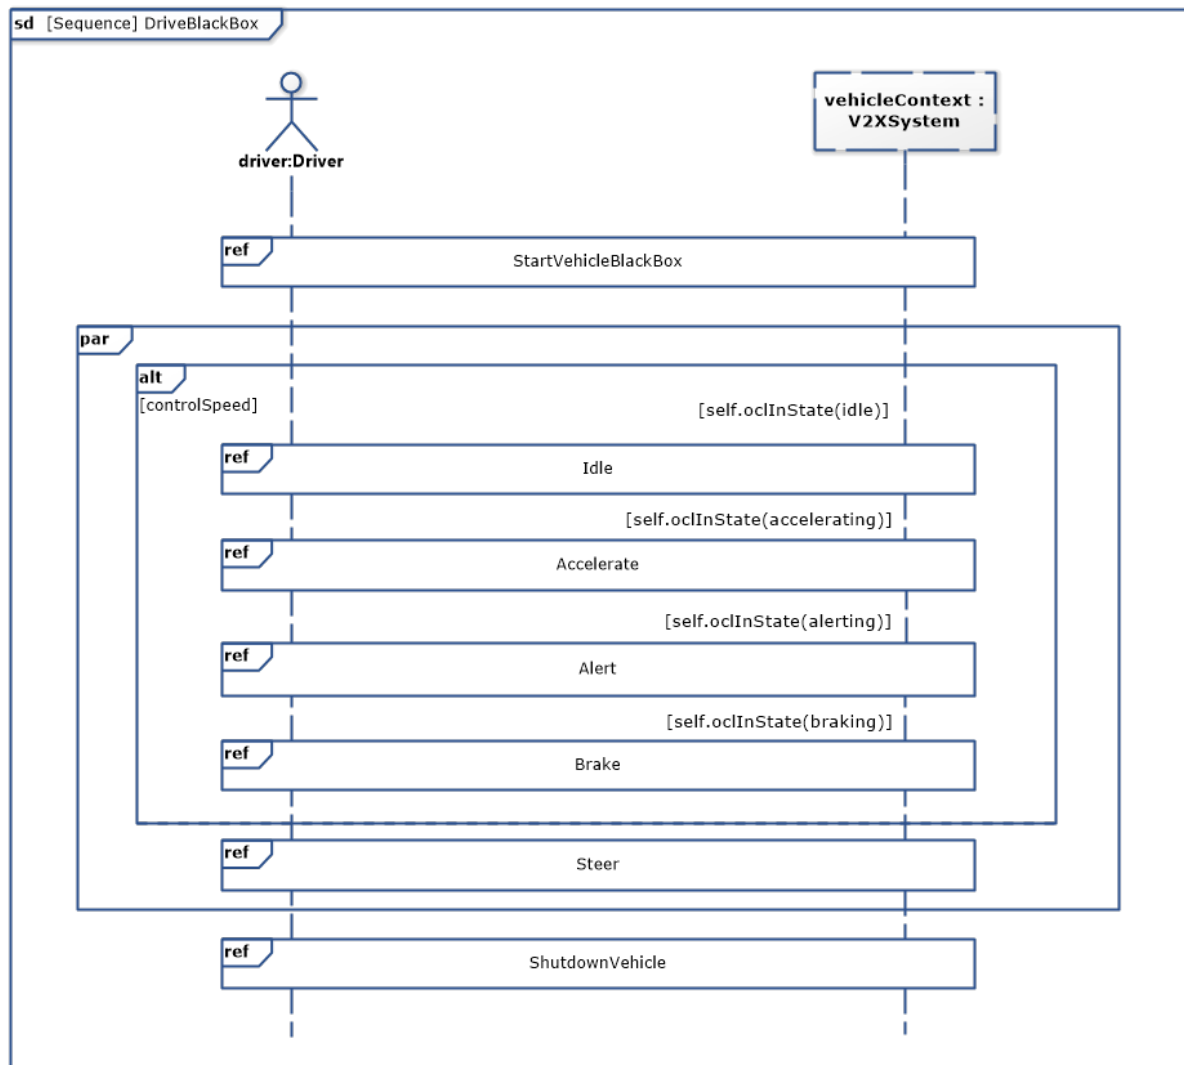 sd [Sequence] DriveBlackBox
driver:Driver
vehicleContext :
V2XSystem
ref
StartVehicleBlackBox
par
alt
[controlSpeed]
[self.oclInState(idle)]
ref
Idle
[self.oclInState(accelerating)]
ref
Accelerate
[self.oclInState(alerting)]
ref
Alert
[self.oclInState(braking)]
ref
Brake
ref
Steer
ref
ShutdownVehicle